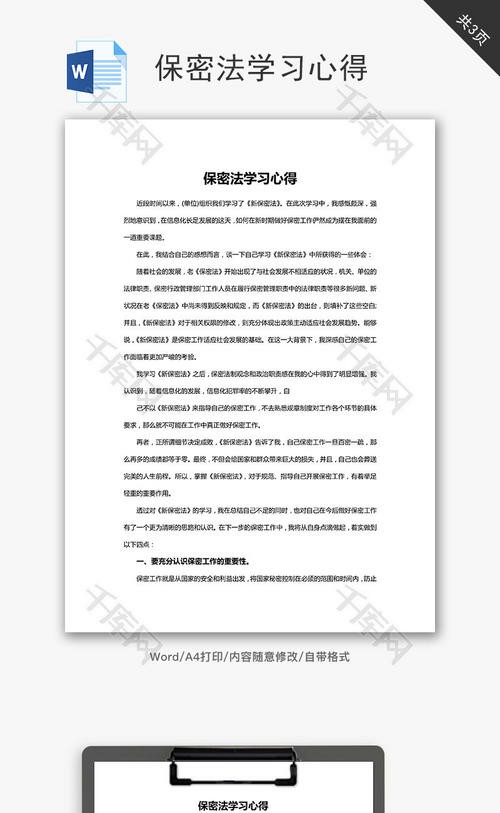 共3页
W
保密法学习心得
千库网
保密法学习心得
近段时间以来，(单位)组织我们学习了《新保密法》。在此次学习中，我感慨颇深，强
烈地意识到，在信息化长足发展的这天，如何在新时期做好保密工作俨然成为摆在我面前的
一道重要课题。
在此，我结合自己的感想而言，谈一下自己学习《新保密法》中所获得的一些体会：
随着社会的发展，老《保密法》开始出现了与社会发展不相适应的状况，机关、单位的
法律职责、保密行政管理部门工作人员在履行保密管理职责中的法律职责等很多新问题、新
状况在老《保密法》中尚未得到反映和规定，而《新保密法》的出台，则填补了这些空白;
并且，《新保密法》对于相关权限的修改，则充分体现出政策主动适应社会发展趋势。能够
说，《新保密法》是保密工作适应社会发展的基础。在这一大背景下，我深感自己的保密工
作面临着更加严峻的考验。
我学习《新保密法》之后，保密法制观念和政治职责感在我的心中得到了明显增强。我
认识到，随着信息化的发展，信息化犯罪率的不断攀升，自
己不以《新保密法》来指导自己的保密工作，不去熟悉规章制度对工作各个环节的具体
要求，那么就不可能在工作中真正做好保密工作。
再者，正所谓细节决定成败，《新保密法》告诉了我，自己保密工作一旦百密一疏，那
么再多的成绩都等于零。最终，不但会给国家和群众带来巨大的损失，并且，自己也会葬送
完美的人生前程。所以，掌握《新保密法》，对于规范、指导自己开展保密工作，有着举足
轻重的重要作用。
透过对《新保密法》的学习，我在总结自己不足的同时，也对自己在今后做好保密工作
有了一个更为清晰的思路和认识。在下一步的保密工作中，我将从自身点滴做起，着实做到
以下四点：
一、要充分认识保密工作的重要性。
保密工作就是从国家的安全和利益出发，将国家秘密控制在必须的范围和时间内，防止
Word/A4打印/内容随意修改/自带格式
保密法学习心得